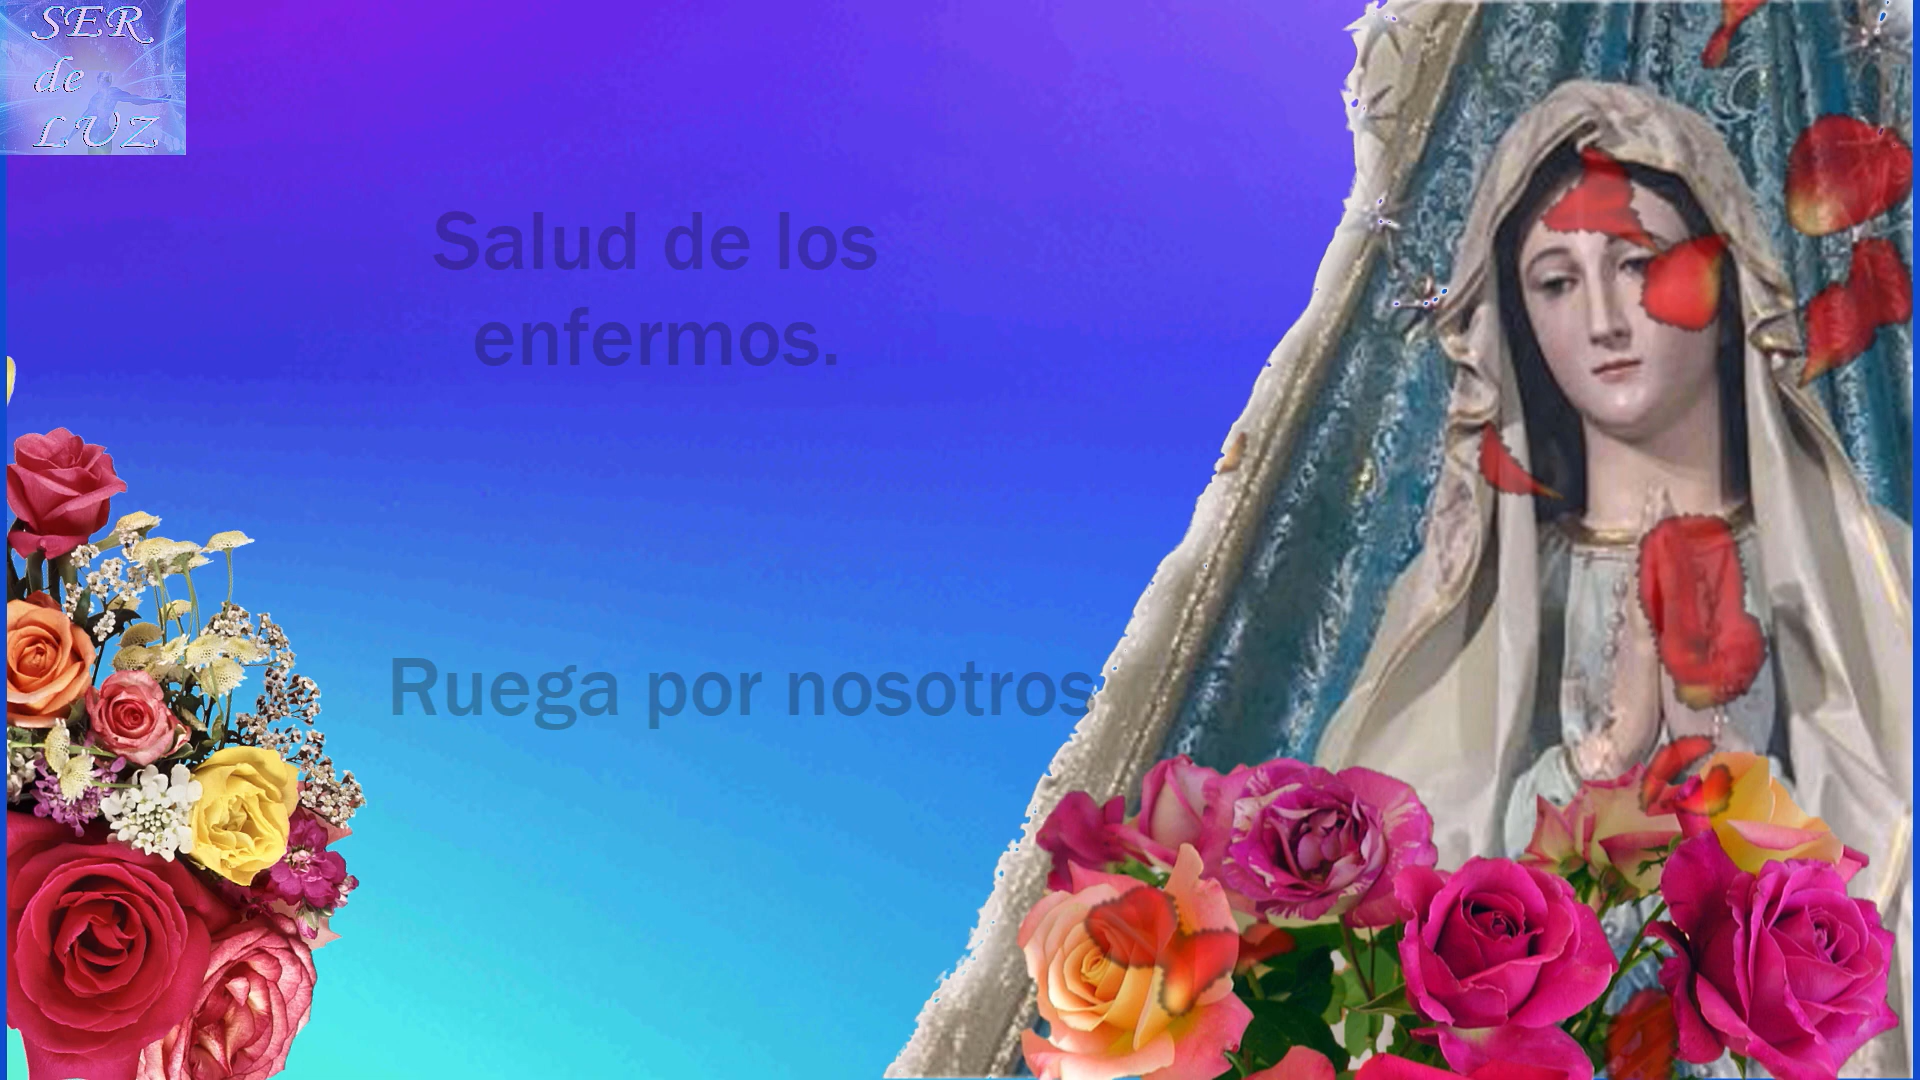 SER
de
LUZ
Salud de los
enfermos.
Ruega por nosotros